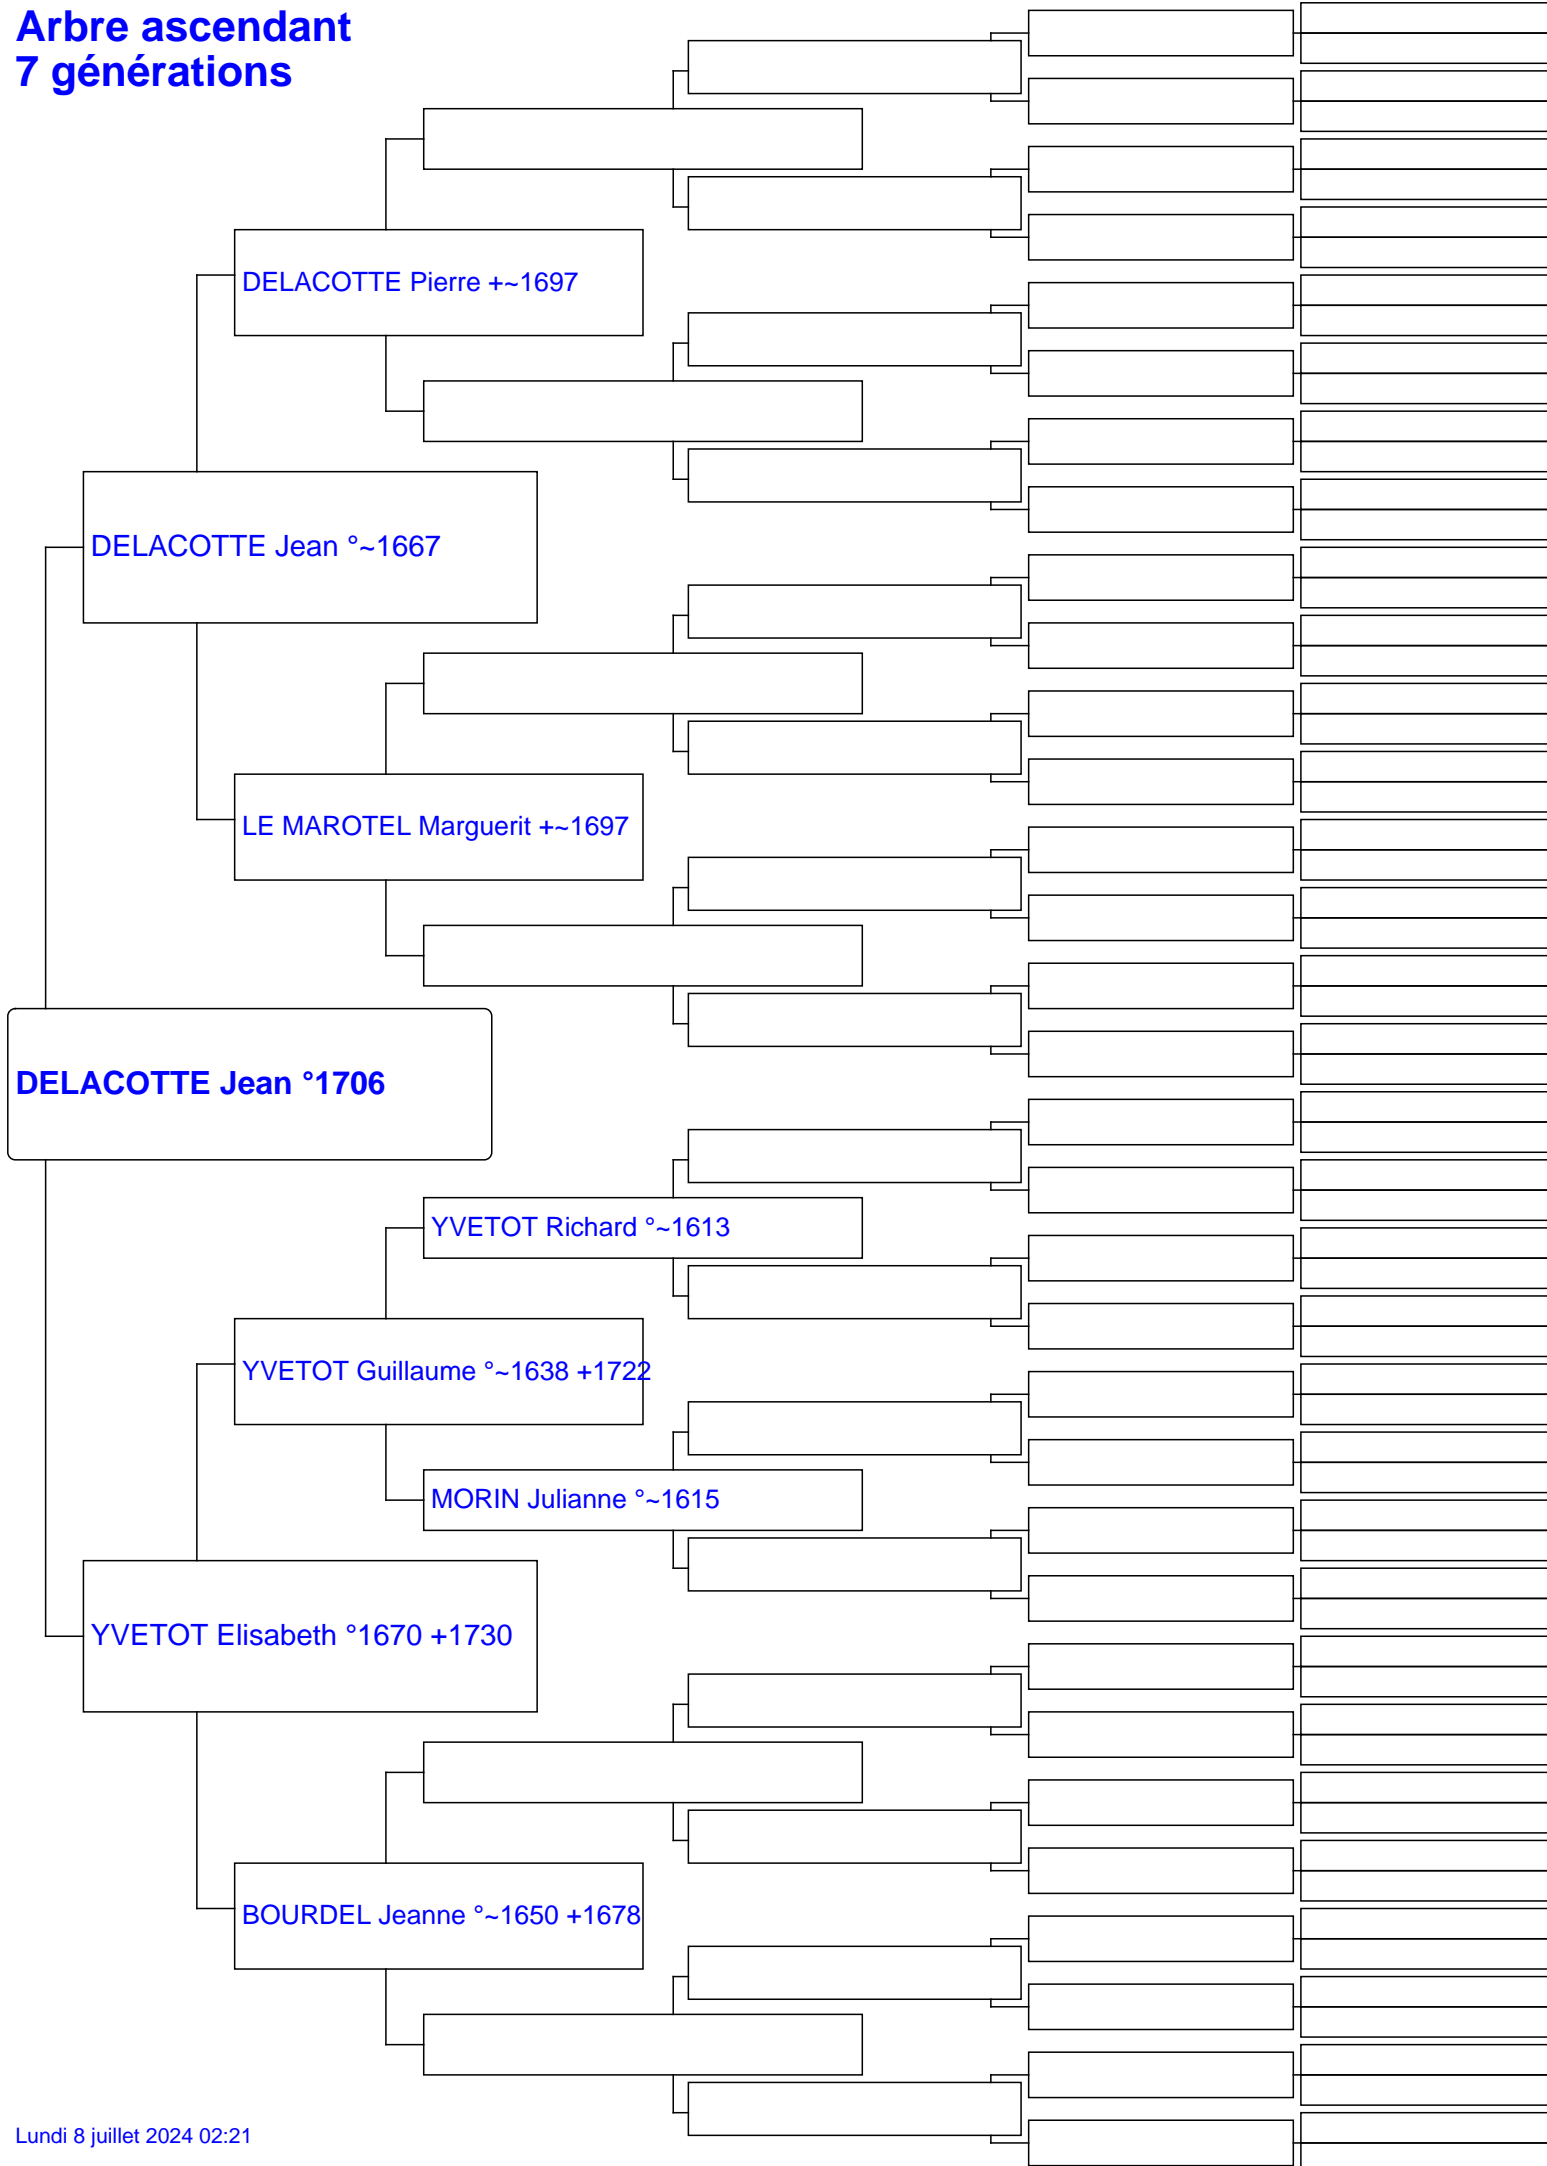 Arbre ascendant
7 générations
DELACOTTE Pierre +~1697
DELACOTTE Jean °~1667
LE MAROTEL Marguerit +~1697
DELACOTTE Jean °1706
YVETOT Richard °~1613
YVETOT Guillaume °~1638 +1722
MORIN Julianne °~1615
YVETOT Elisabeth °1670 +1730
BOURDEL Jeanne °~1650 +1678
Lundi 8 juillet 2024 02:21